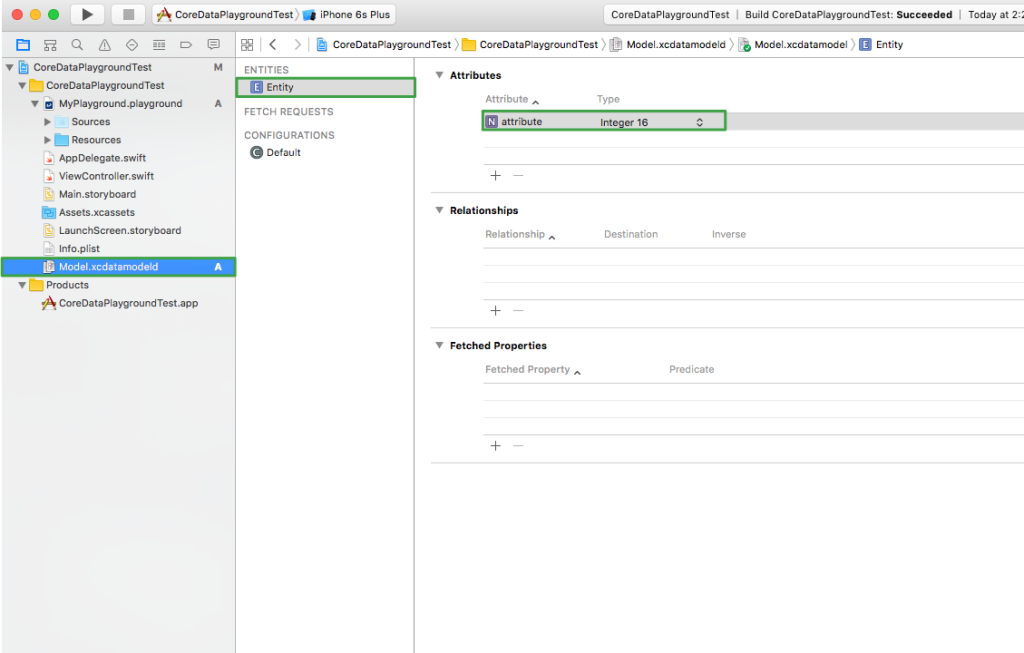 CoreDataPlaygroundTest iPhone 6s Plus CoreDataPlaygroundTest Build CoreDataPlaygroundTest: Succeeded Today at 2:2
CoreDataPlaygroundTest CoreDataPlaygroundTest Model.xcdatamodeld Model.xcdatamodel E Entity
CoreDataPlaygroundTest M
CoreDataPlaygroundTest
MyPlayground.playground A
Sources
Resources
AppDelegate.swift
ViewController.swift
Main.storyboard
Assets.xcassets
LaunchScreen.storyboard
Info.plist
Model.xcdatamodeld A
Products
CoreDataPlaygroundTest.app
ENTITIES
E Entity
FETCH REQUESTS
CONFIGURATIONS
C Default
Attributes
Attribute Type
N attribute Integer 16
Relationships
Relationship Destination Inverse
Fetched Properties
Fetched Property Predicate